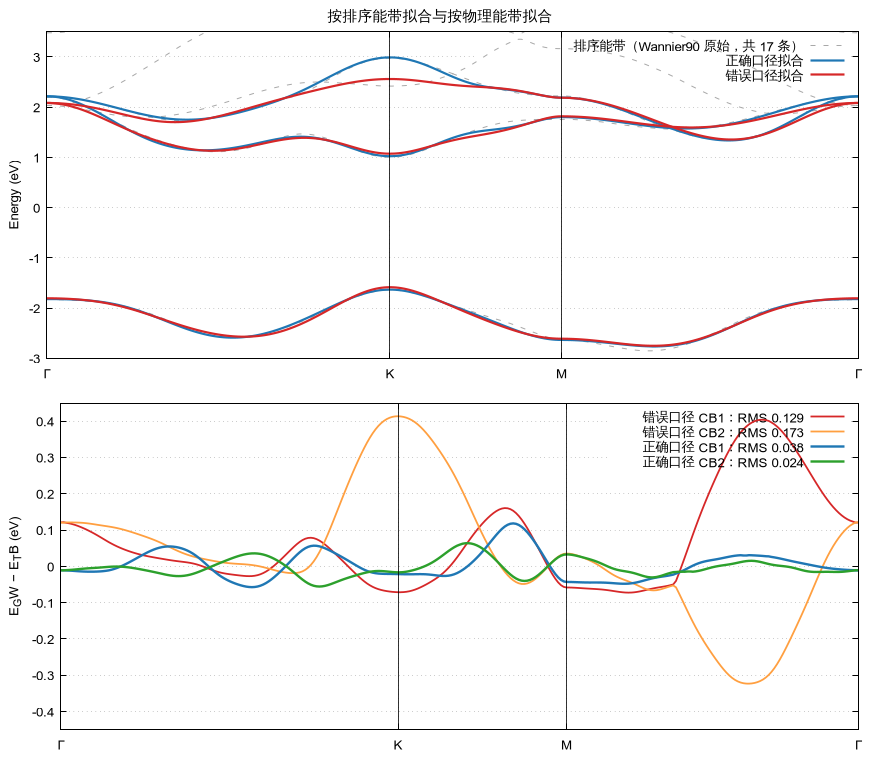 按排序能带拟合与按物理能带拟合
排序能带（Wannier90 原始，共 17 条）
正确口径拟合
错误口径拟合
Energy (eV)
3
2
1
0
-1
-2
-3
Γ K M Γ
错误口径 CB1：RMS 0.129
错误口径 CB2：RMS 0.173
正确口径 CB1：RMS 0.038
正确口径 CB2：RMS 0.024
E_GW − E_TB (eV)
0.4
0.3
0.2
0.1
0
-0.1
-0.2
-0.3
-0.4
Γ K M Γ